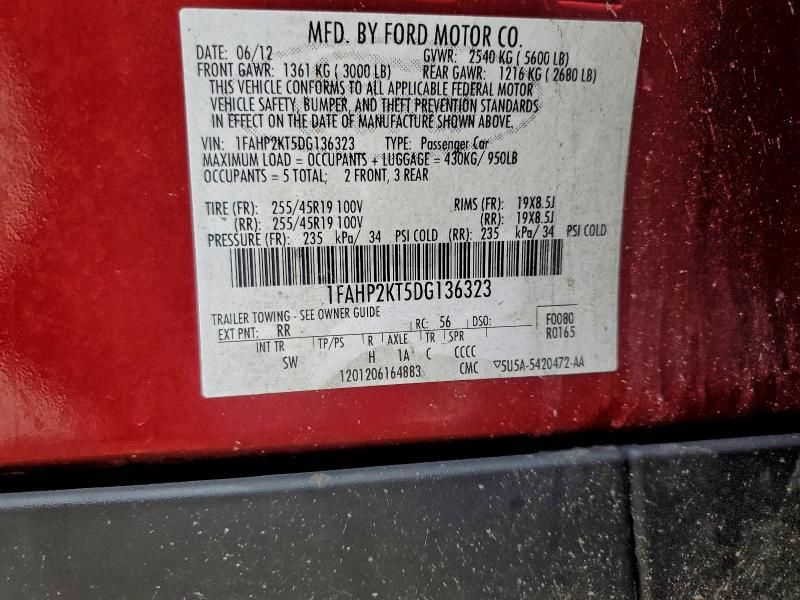 MFD. BY FORD MOTOR CO.
DATE: 06/12 GVWR: 2540 KG (5600 LB)
FRONT GAWR: 1361 KG (3000 LB) REAR GAWR: 1216 KG (2680 LB)
THIS VEHICLE CONFORMS TO ALL APPLICABLE FEDERAL MOTOR
VEHICLE SAFETY, BUMPER, AND THEFT PREVENTION STANDARDS
IN EFFECT ON THE DATE OF MANUFACTURE SHOWN ABOVE.
VIN: 1FAHP2KT5DG136323 TYPE: Passenger Car
MAXIMUM LOAD = OCCUPANTS + LUGGAGE = 430KG/ 950LB
OCCUPANTS = 5 TOTAL; 2 FRONT, 3 REAR
TIRE (FR): 255/45R19 100V RIMS (FR): 19X8.5J
(RR): 255/45R19 100V (RR): 19X8.5J
PRESSURE (FR): 235 kPa/ 34 PSI COLD (RR): 235 kPa/ 34 PSI COLD
1FAHP2KT5DG136323
TRAILER TOWING - SEE OWNER GUIDE
EXT PNT: RR RC: 56 DSO: F0080
R0165
INT TR TP/PS R AXLE TR SPR
SW H 1A C CCCC
1201206164883 CMC ▽5U5A-5420472-AA